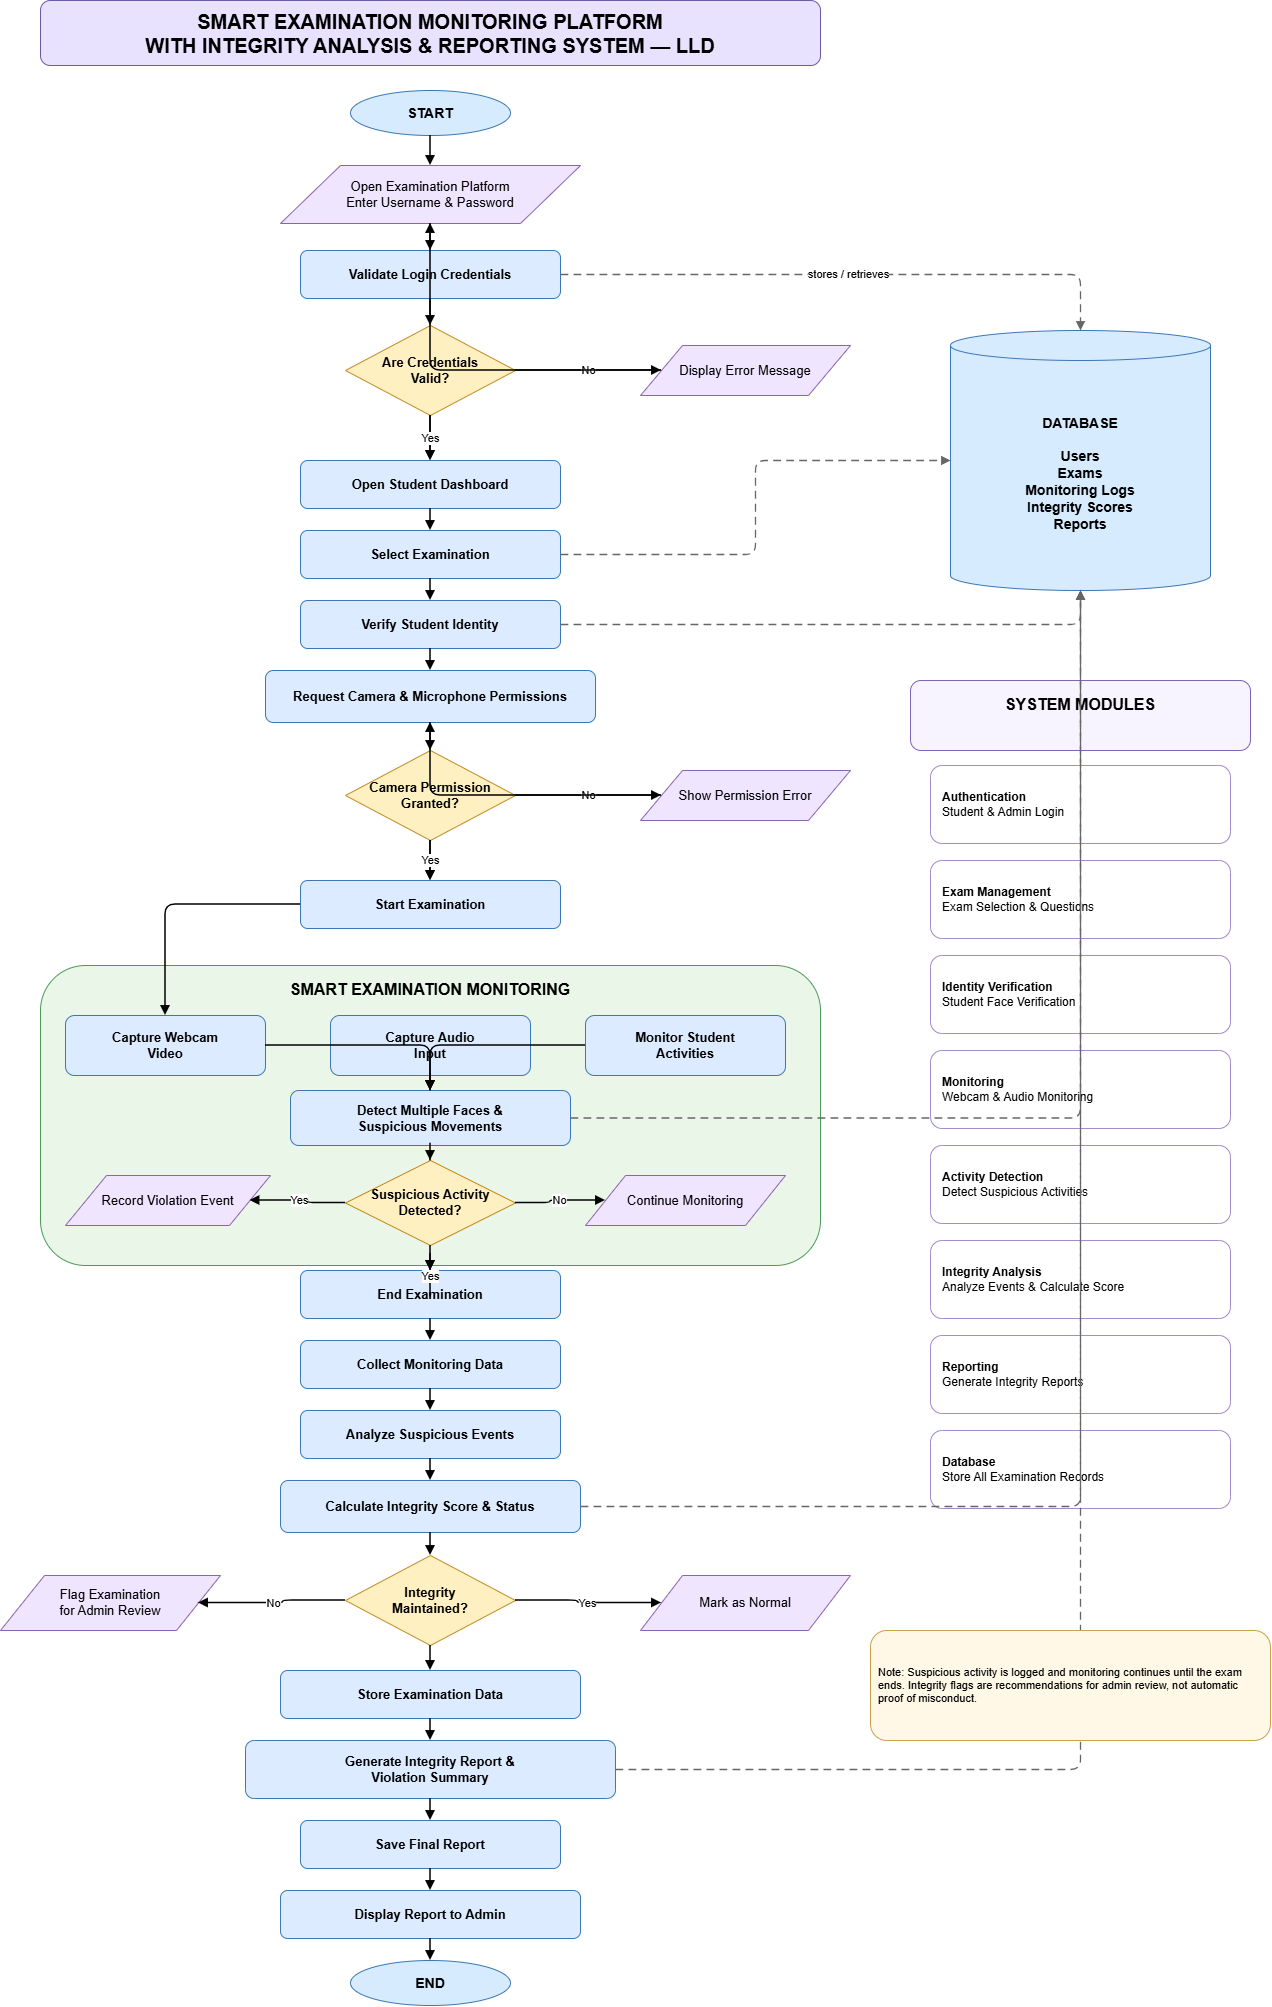 SMART EXAMINATION MONITORING PLATFORM
WITH INTEGRITY ANALYSIS & REPORTING SYSTEM — LLD
START
Open Examination Platform
Enter Username & Password
Validate Login Credentials
stores / retrieves
Are Credentials
Valid?
No
Display Error Message
Yes
DATABASE
Users
Exams
Monitoring Logs
Integrity Scores
Reports
Open Student Dashboard
Select Examination
Verify Student Identity
Request Camera & Microphone Permissions
Camera Permission
Granted?
No
Show Permission Error
Yes
Start Examination
SMART EXAMINATION MONITORING
Capture Webcam
Video
Capture Audio
Input
Monitor Student
Activities
Detect Multiple Faces &
Suspicious Movements
Suspicious Activity
Detected?
Yes
Record Violation Event
No
Continue Monitoring
Yes
End Examination
Collect Monitoring Data
Analyze Suspicious Events
Calculate Integrity Score & Status
Integrity
Maintained?
No
Flag Examination
for Admin Review
Yes
Mark as Normal
Store Examination Data
Generate Integrity Report &
Violation Summary
Save Final Report
Display Report to Admin
END
SYSTEM MODULES
Authentication
Student & Admin Login
Exam Management
Exam Selection & Questions
Identity Verification
Student Face Verification
Monitoring
Webcam & Audio Monitoring
Activity Detection
Detect Suspicious Activities
Integrity Analysis
Analyze Events & Calculate Score
Reporting
Generate Integrity Reports
Database
Store All Examination Records
Note: Suspicious activity is logged and monitoring continues until the exam
ends. Integrity flags are recommendations for admin review, not automatic
proof of misconduct.